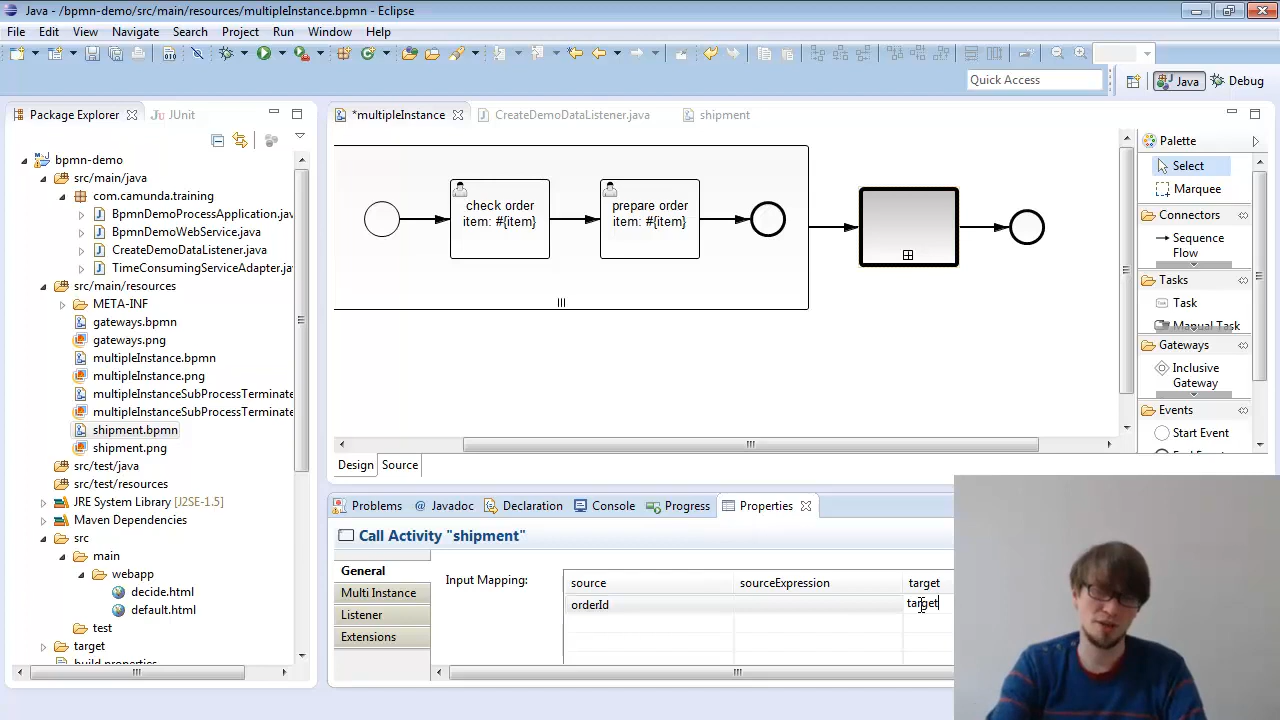 Java - /bpmn-demo/src/main/resources/multipleInstance.bpmn - Eclipse
File Edit View Navigate Search Project Run Window Help
Quick Access
Java
Debug
Package Explorer
JUnit
*multipleInstance
CreateDemoDataListener.java
shipment
bpmn-demo
src/main/java
com.camunda.training
BpmnDemoProcessApplication.jav
BpmnDemoWebService.java
CreateDemoDataListener.java
TimeConsumingServiceAdapter.ja
src/main/resources
META-INF
gateways.bpmn
gateways.png
multipleInstance.bpmn
multipleInstance.png
multipleInstanceSubProcessTerminate
multipleInstanceSubProcessTerminate
shipment.bpmn
shipment.png
src/test/java
src/test/resources
JRE System Library [J2SE-1.5]
Maven Dependencies
src
main
webapp
decide.html
default.html
test
target
build.properties
check order
item: #{item}
prepare order
item: #{item}
Palette
Select
Marquee
Connectors
Sequence
Flow
Tasks
Task
Manual Task
Gateways
Inclusive
Gateway
Events
Start Event
Design
Source
Problems
@ Javadoc
Declaration
Console
Progress
Properties
Call Activity "shipment"
General
Multi Instance
Listener
Extensions
Input Mapping:
source
sourceExpression
target
orderId
target